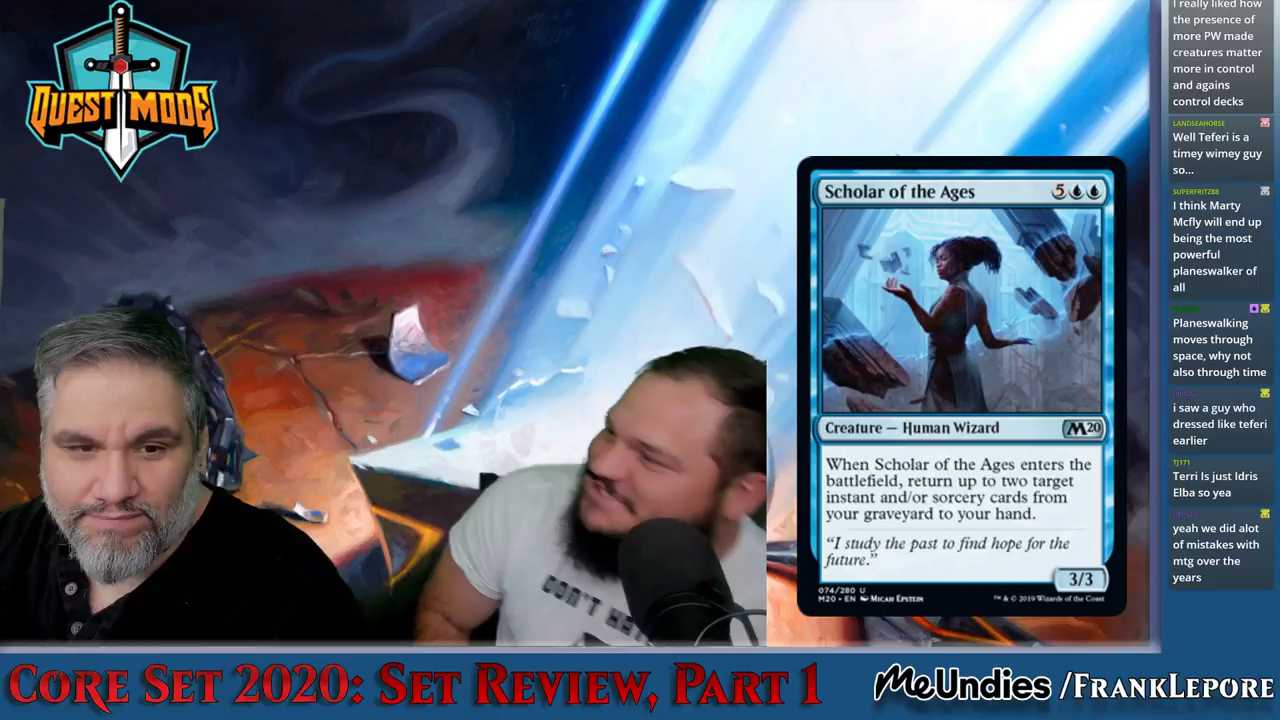 QUEST MODE
Scholar of the Ages 5
Creature — Human Wizard M20
When Scholar of the Ages enters the
battlefield, return up to two target
instant and/or sorcery cards from
your graveyard to your hand.
“I study the past to find hope for the
future.”
3/3
074/280 U
M20 • EN Micah Epstein
™ & © 2019 Wizards of the Coast
DON'T
I really liked how
the presence of
more PW made
creatures matter
more in control
and agains
control decks
LANDSEAHORSE
Well Teferi is a
timey wimey guy
so...
SUPERFRITZ88
I think Marty
Mcfly will end up
being the most
powerful
planeswalker of
all
Planeswalking
moves through
space, why not
also through time
i saw a guy who
dressed like teferi
earlier
TJ171
Terri Is just Idris
Elba so yea
yeah we did alot
of mistakes with
mtg over the
years
Core Set 2020: Set Review, Part 1
MeUndies /FrankLepore